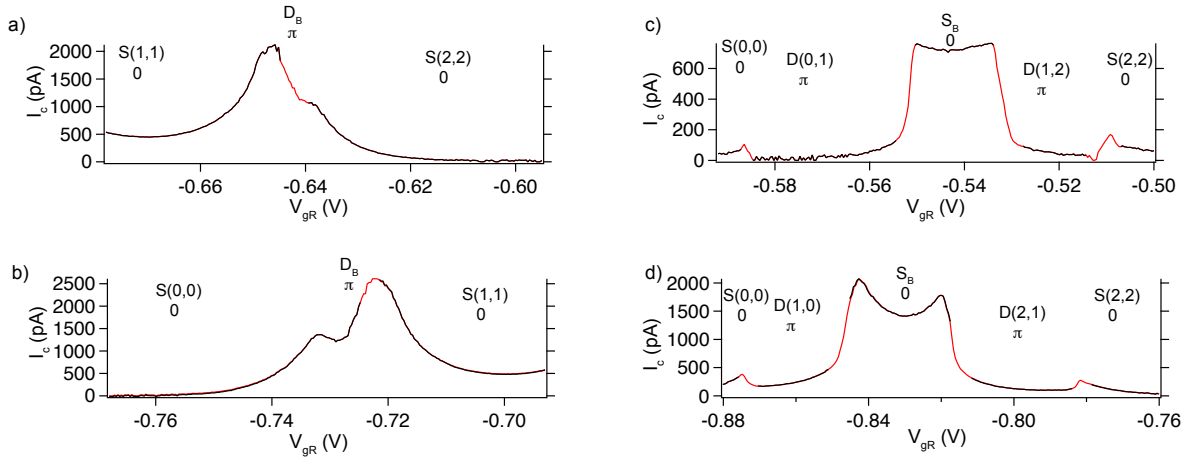 a)
D_B
π
S(1,1)
0
S(2,2)
0
I_c (pA)
2000
1500
1000
500
0
-0.66
-0.64
-0.62
-0.60
V_gR (V)
b)
D_B
π
S(0,0)
0
S(1,1)
0
I_c (pA)
2500
2000
1500
1000
500
0
-0.76
-0.74
-0.72
-0.70
V_gR (V)
c)
S_B
0
S(0,0)
0
D(0,1)
π
D(1,2)
π
S(2,2)
0
I_c (pA)
600
400
200
0
-0.58
-0.56
-0.54
-0.52
-0.50
V_gR (V)
d)
S_B
0
S(0,0)
0
D(1,0)
π
D(2,1)
π
S(2,2)
0
I_c (pA)
2000
1500
1000
500
0
-0.88
-0.84
-0.80
-0.76
V_gR (V)